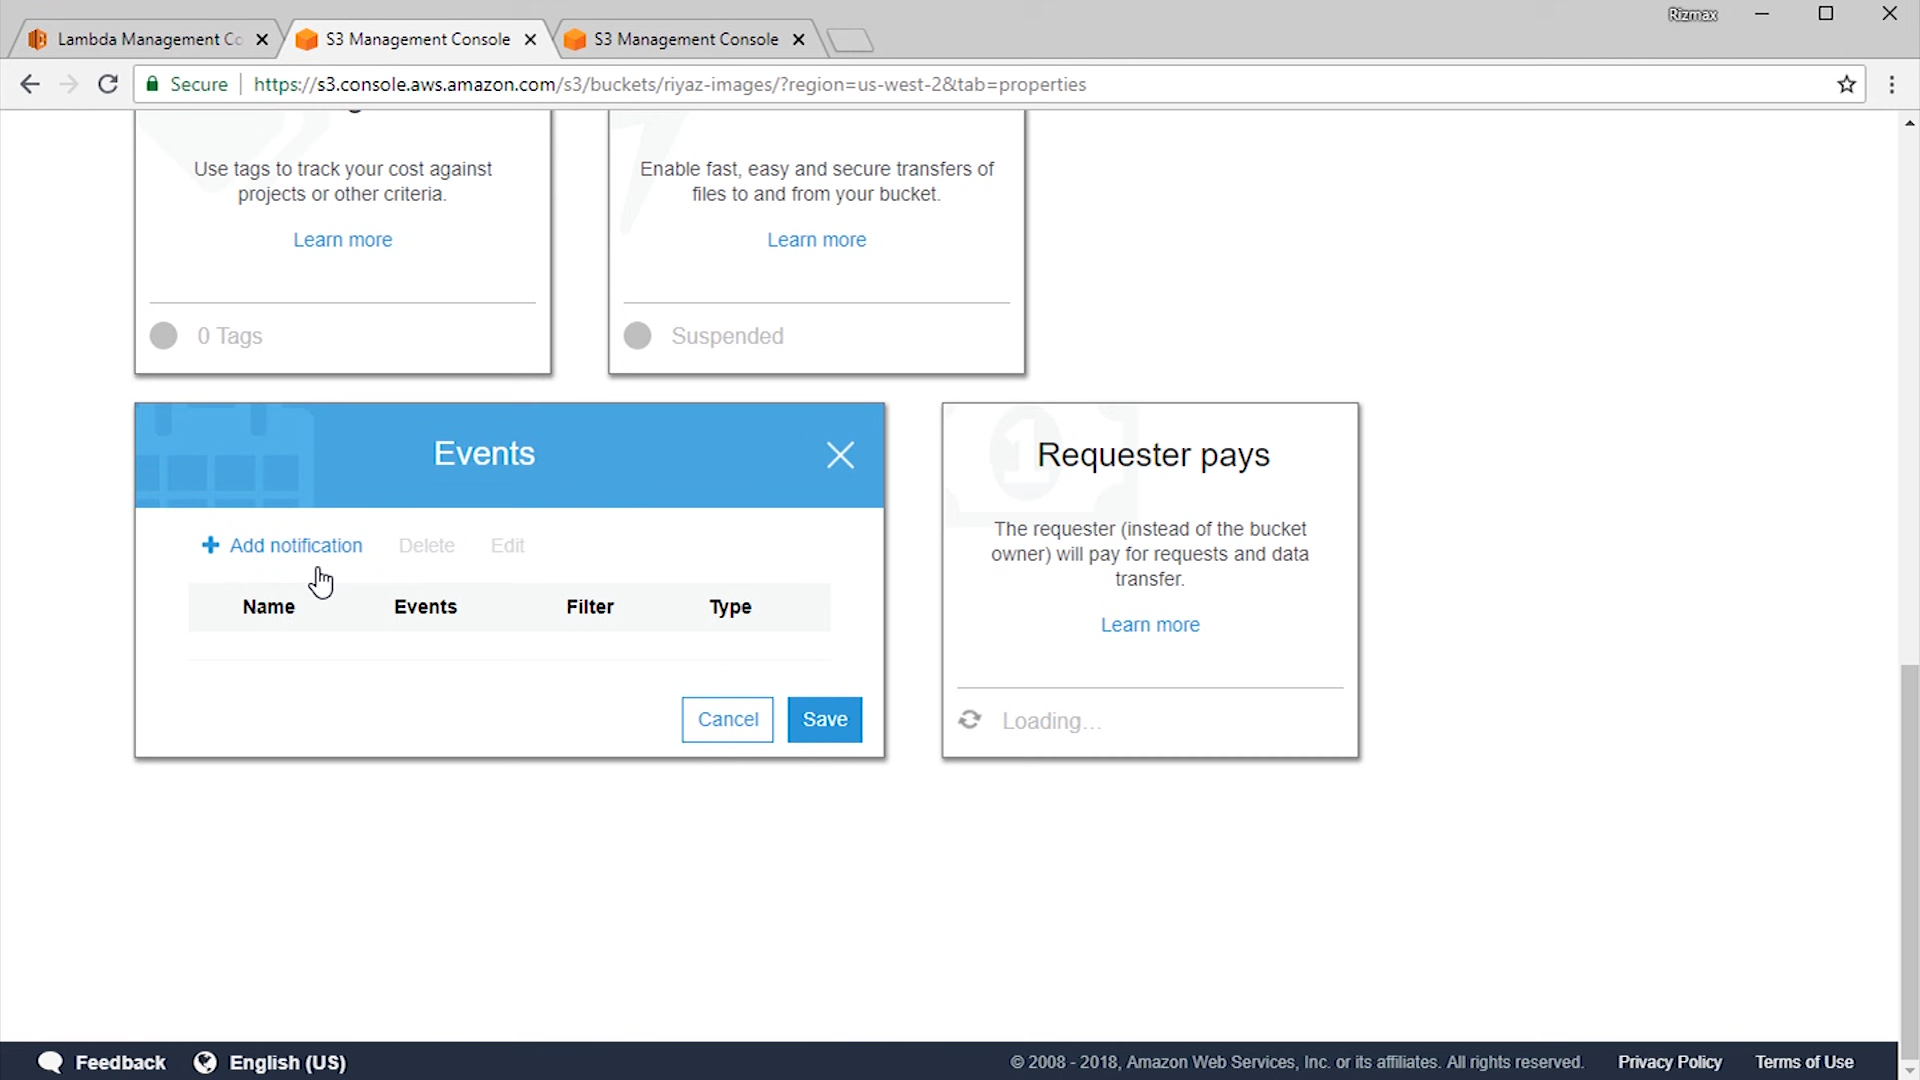 Rizmax
Lambda Management Co
S3 Management Console
S3 Management Console
Secure
https://s3.console.aws.amazon.com/s3/buckets/riyaz-images/?region=us-west-2&tab=properties
Use tags to track your cost against
projects or other criteria.
Learn more
0 Tags
Enable fast, easy and secure transfers of
files to and from your bucket.
Learn more
Suspended
Events
Add notification
Delete
Edit
Name Events Filter Type
Cancel
Save
Requester pays
The requester (instead of the bucket
owner) will pay for requests and data
transfer.
Learn more
Loading...
Feedback
English (US)
© 2008 - 2018, Amazon Web Services, Inc. or its affiliates. All rights reserved.
Privacy Policy
Terms of Use